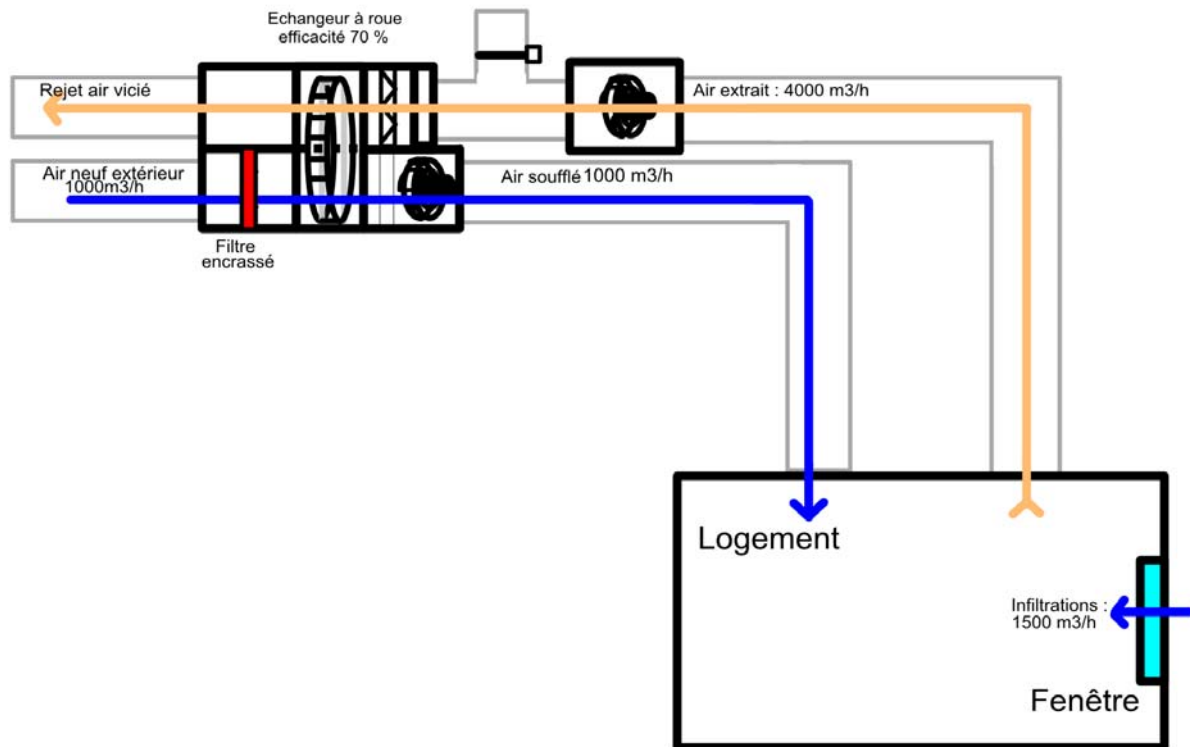 Echangeur à roue
efficacité 70 %
Rejet air vicié
Air extrait : 4000 m3/h
Air neuf extérieur
1000m3/h
Air soufflé 1000 m3/h
Filtre
encrassé
Logement
Infiltrations :
1500 m3/h
Fenêtre